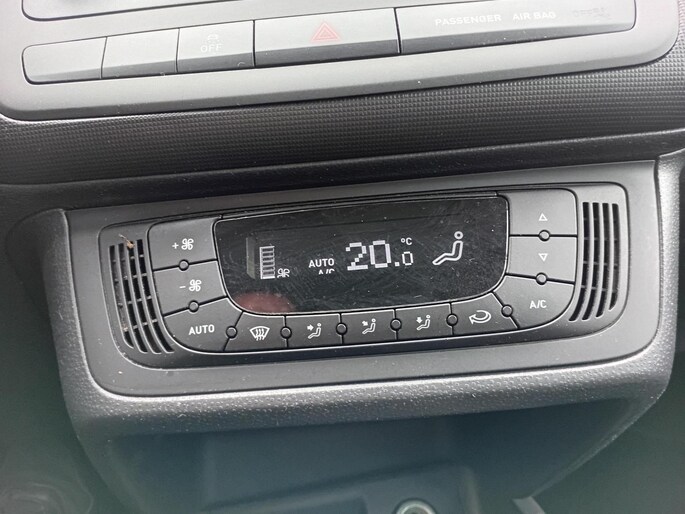 OFF
PASSENGER AIR BAG
AUTO
A/C
20.0 °C
AUTO
A/C